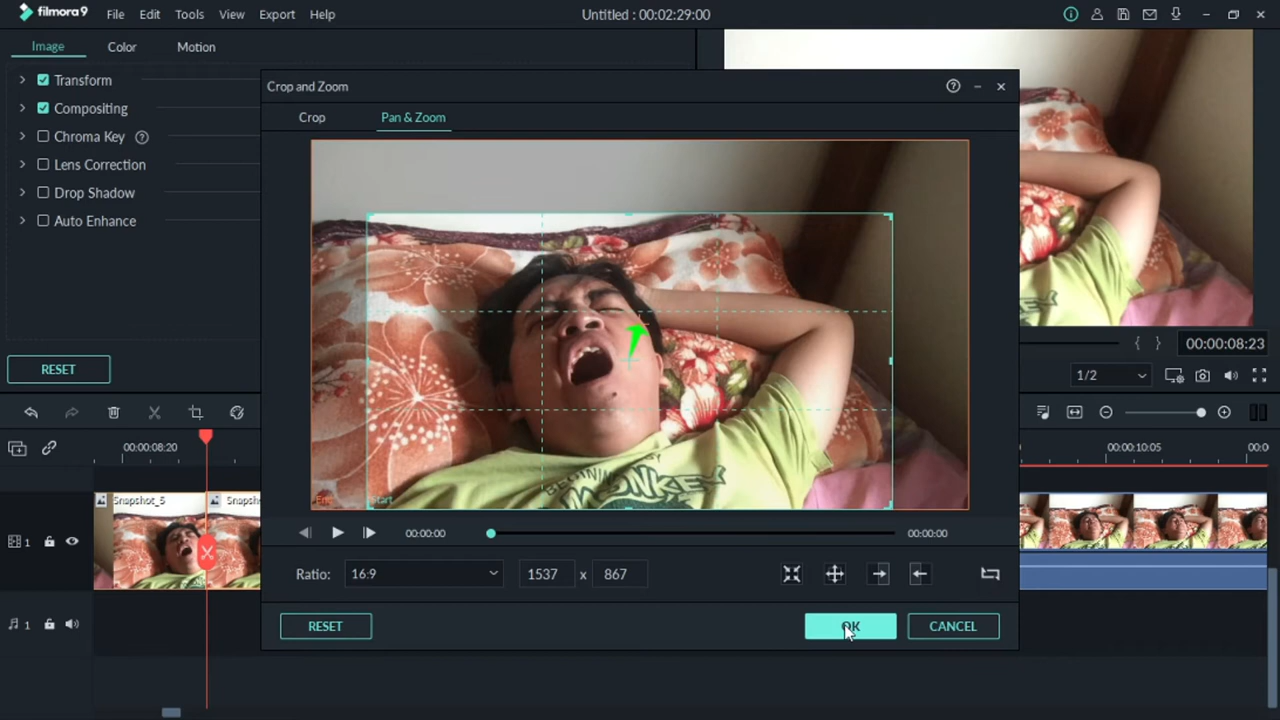 filmora9 File Edit Tools View Export Help Untitled : 00:02:29:00
Image Color Motion
Transform
Compositing
Chroma Key
Lens Correction
Drop Shadow
Auto Enhance
RESET
Crop and Zoom
Crop Pan & Zoom
MONKEY
Start
00:00:00 00:00:00
Ratio: 16:9 1537 x 867
RESET OK CANCEL
00:00:08:23
1/2
00:00:08:20 00:00:10:05
Snapshot_5
1
1